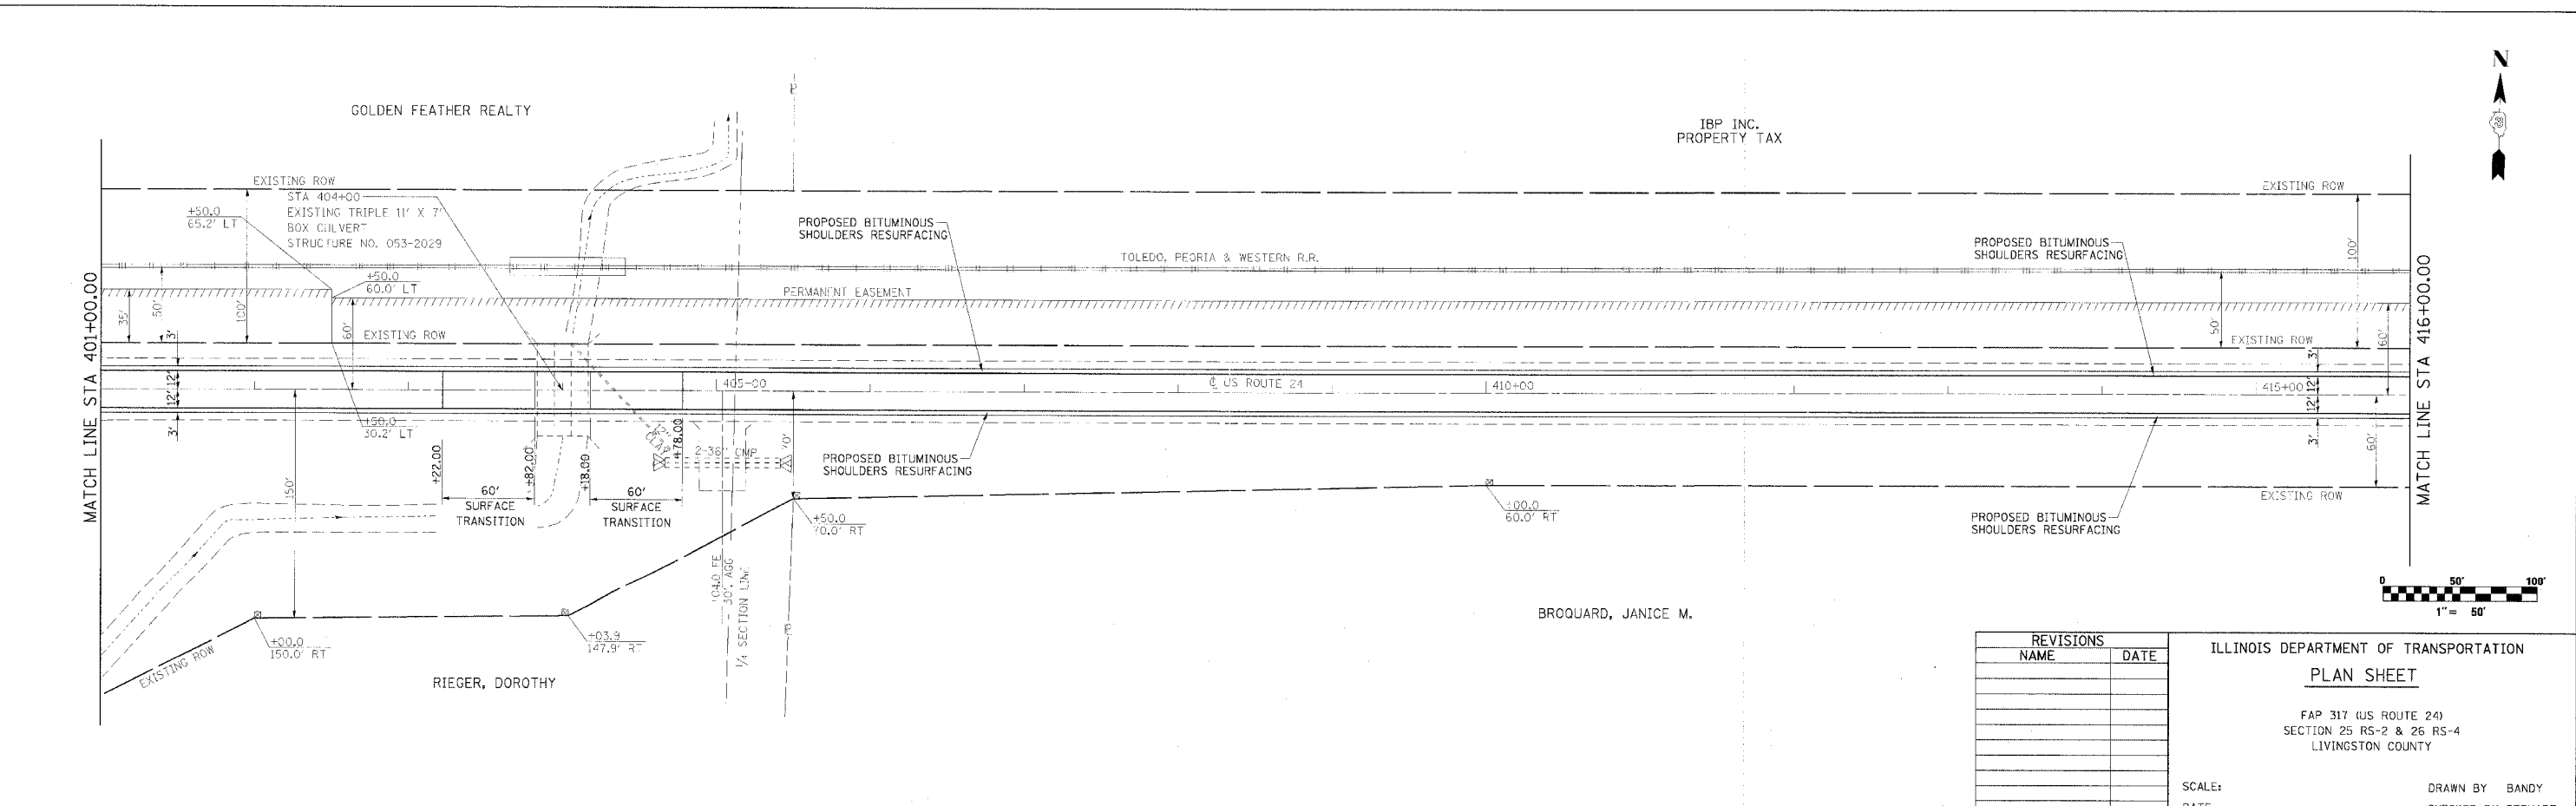 GOLDEN FEATHER REALTY
IBP INC.
PROPERTY TAX
N
EXISTING ROW
STA 404+00
EXISTING TRIPLE 11' X 7'
BOX CULVERT
STRUCTURE NO. 053-2029
+50.0
65.2' LT
+50.0
60.0' LT
PROPOSED BITUMINOUS
SHOULDERS RESURFACING
TOLEDO, PEORIA & WESTERN R.R.
PROPOSED BITUMINOUS
SHOULDERS RESURFACING
EXISTING ROW
PERMANENT EASEMENT
MATCH LINE STA 401+00.00
35'
50'
100'
3'
60'
EXISTING ROW
EXISTING ROW
100'
50'
60'
3'
12'
12'
3'
405+00
℄ US ROUTE 24
410+00
415+00
12'
12'
3'
60'
MATCH LINE STA 416+00.00
+50.0
30.2' LT
150'
+22.00
+82.00
+18.00
+78.00
12"
2-36" CMP
70'
60'
SURFACE
TRANSITION
60'
SURFACE
TRANSITION
PROPOSED BITUMINOUS
SHOULDERS RESURFACING
+50.0
70.0' RT
+00.0
60.0' RT
PROPOSED BITUMINOUS
SHOULDERS RESURFACING
EXISTING ROW
30', AGG
1/4 SECTION LINE
+00.0
150.0' RT
+03.9
147.9' RT
EXISTING ROW
RIEGER, DOROTHY
BROQUARD, JANICE M.
0 50' 100'
1" = 50'
REVISIONS
NAME DATE
ILLINOIS DEPARTMENT OF TRANSPORTATION
PLAN SHEET
FAP 317 (US ROUTE 24)
SECTION 25 RS-2 & 26 RS-4
LIVINGSTON COUNTY
SCALE:
DRAWN BY BANDY